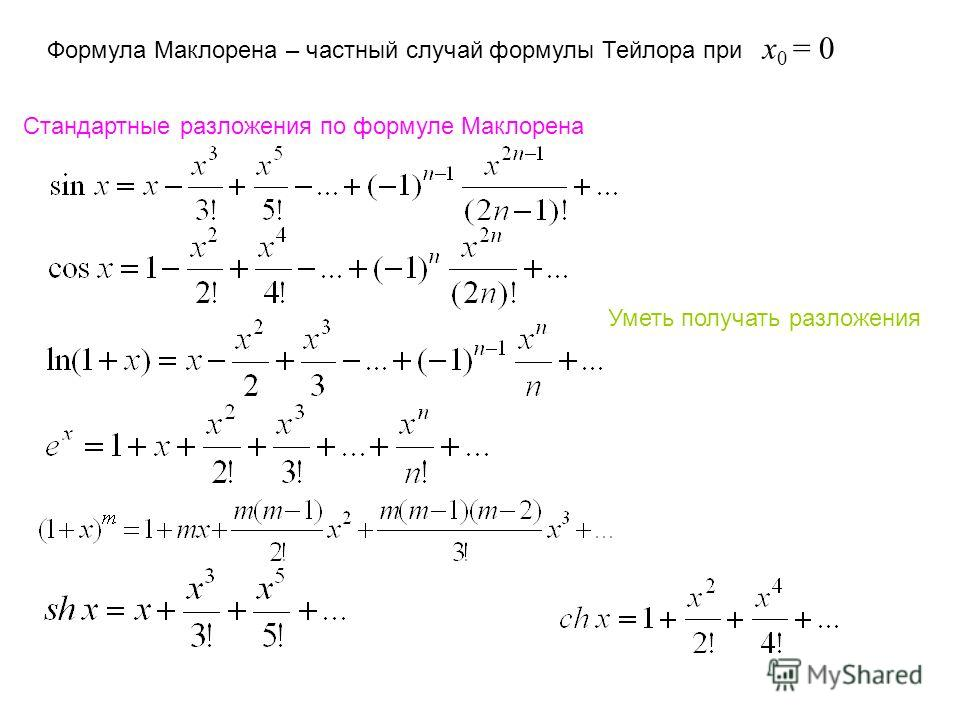 Формула Маклорена – частный случай формулы Тейлора при x₀ = 0
Стандартные разложения по формуле Маклорена
sin x = x − x³/3! + x⁵/5! − ... + (−1)ⁿ⁻¹ x²ⁿ⁻¹/(2n−1)! + ...
cos x = 1 − x²/2! + x⁴/4! − ... + (−1)ⁿ x²ⁿ/(2n)! + ...
Уметь получать разложения
ln(1+x) = x − x²/2 + x³/3 − ... + (−1)ⁿ⁻¹ xⁿ/n + ...
eˣ = 1 + x + x²/2! + x³/3! + ... + xⁿ/n! + ...
(1+x)ᵐ = 1 + mx + m(m−1)/2! x² + m(m−1)(m−2)/3! x³ + ...
sh x = x + x³/3! + x⁵/5! + ...
ch x = 1 + x²/2! + x⁴/4! + ...
MyShared